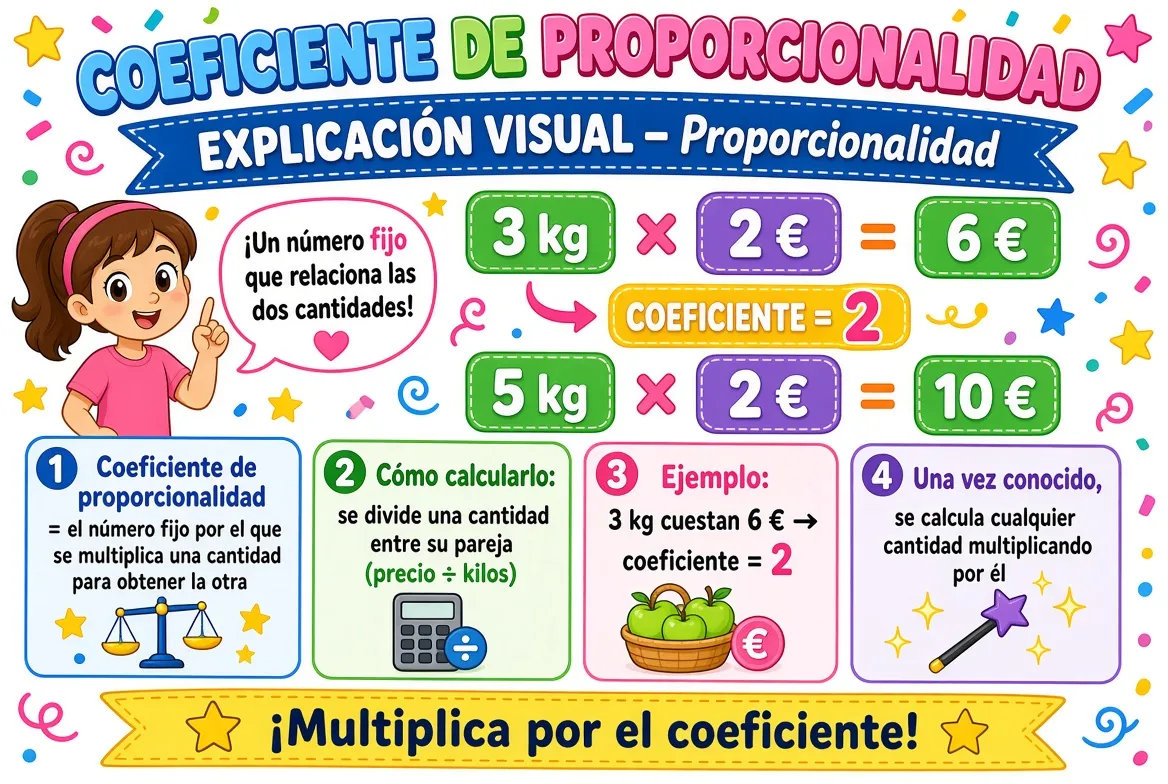 COEFICIENTE DE PROPORCIONALIDAD
EXPLICACIÓN VISUAL – Proporcionalidad
¡Un número fijo
que relaciona las
dos cantidades!
3 kg × 2 € = 6 €
COEFICIENTE = 2
5 kg × 2 € = 10 €
1 Coeficiente de
proporcionalidad
= el número fijo por el que
se multiplica una cantidad
para obtener la otra
2 Cómo calcularlo:
se divide una cantidad
entre su pareja
(precio ÷ kilos)
÷
3 Ejemplo:
3 kg cuestan 6 € →
coeficiente = 2
€
4 Una vez conocido,
se calcula cualquier
cantidad multiplicando
por él
¡Multiplica por el coeficiente!